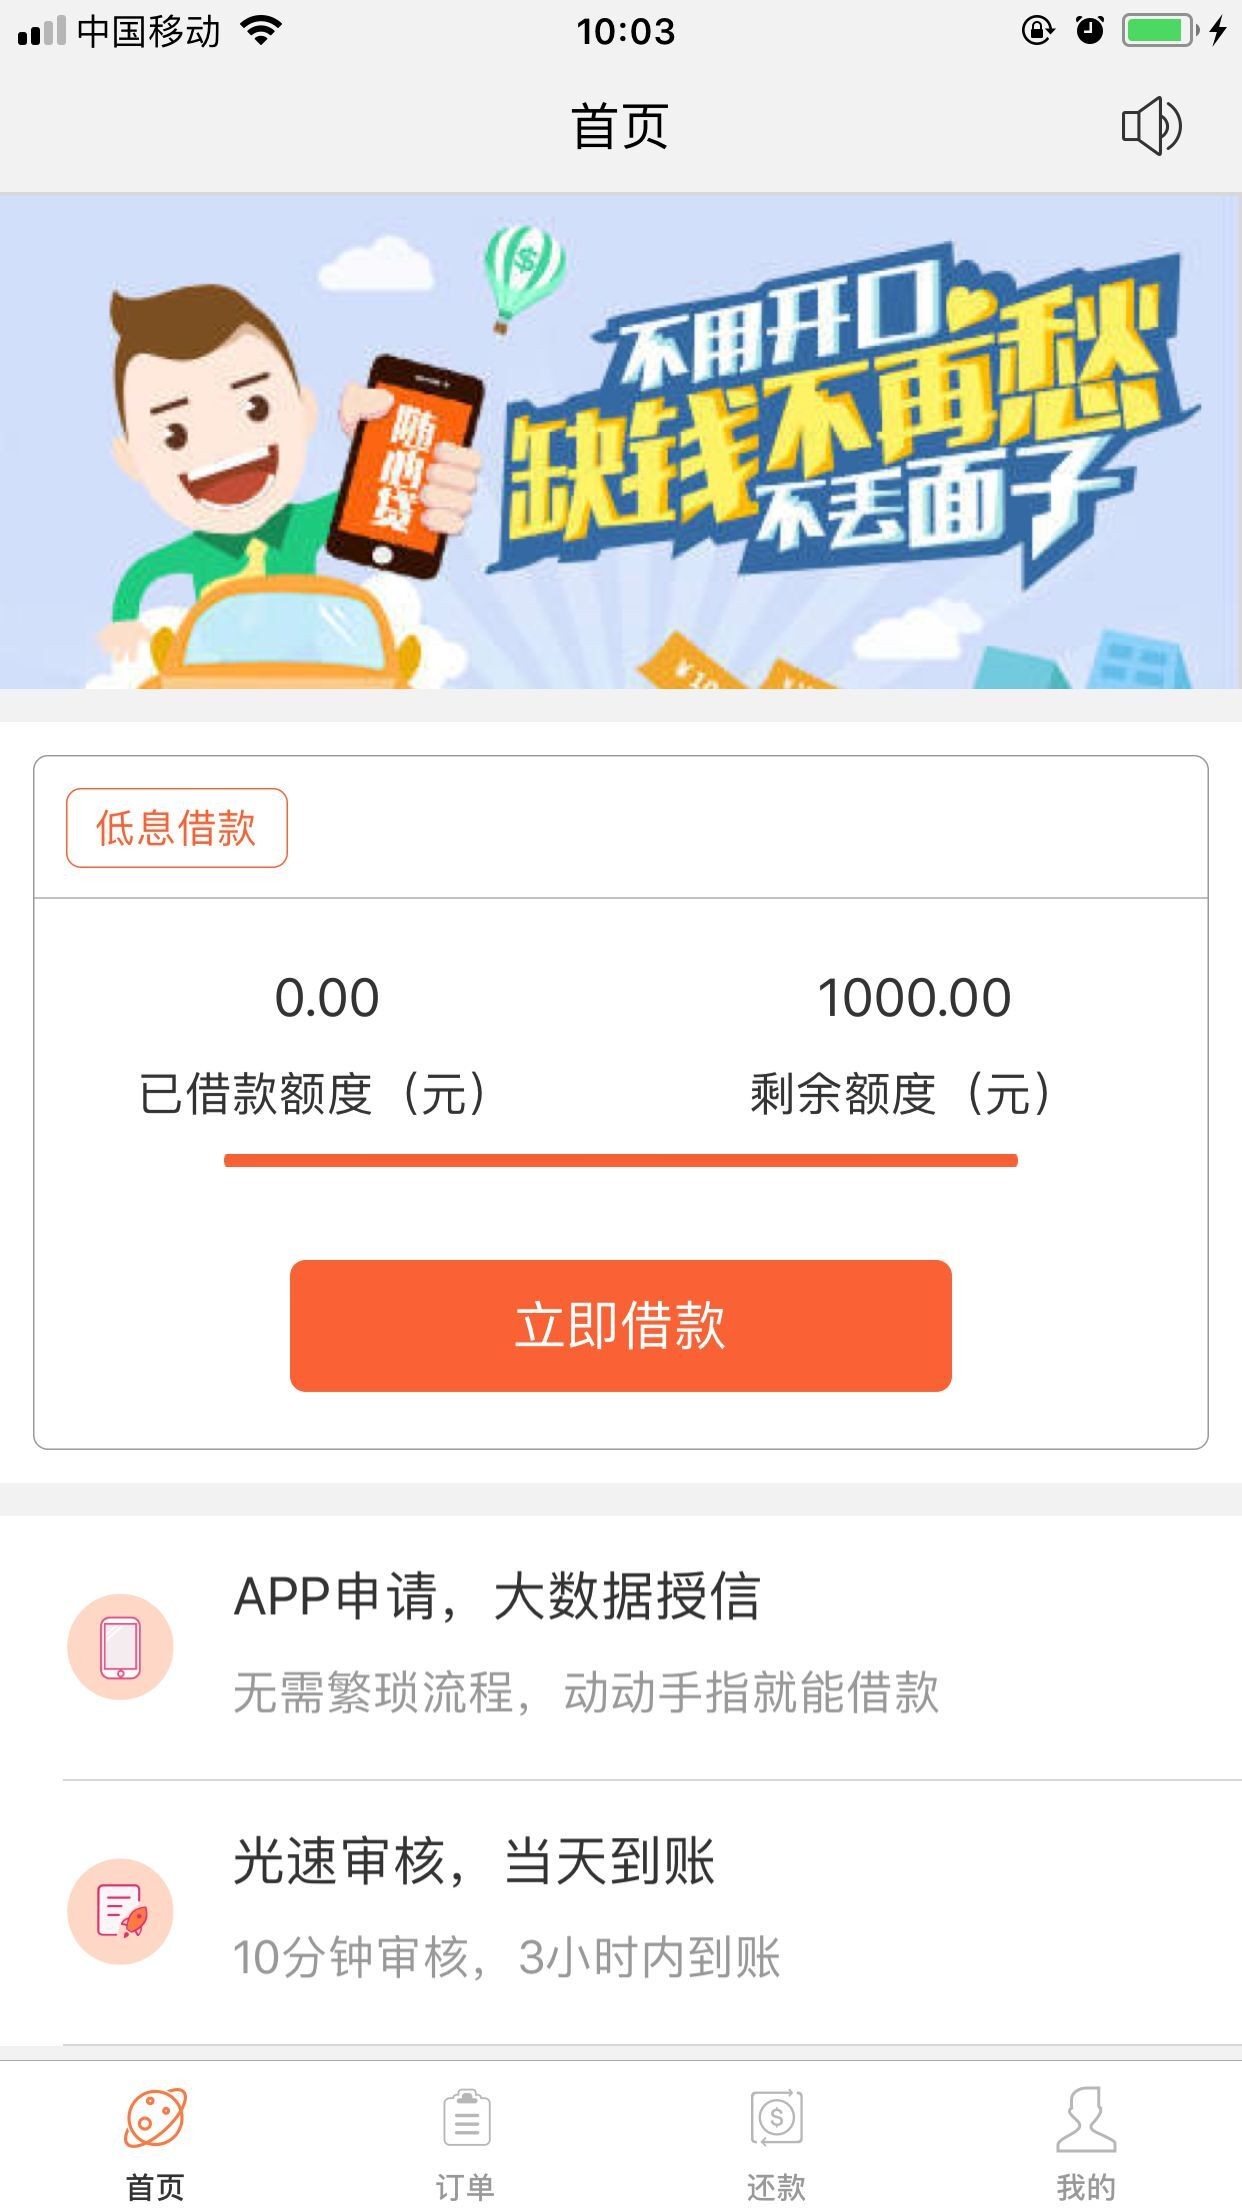 中国移动
10:03
首页
随心贷
不用开口
缺钱不再愁
不丢面子
低息借款
0.00
1000.00
已借款额度（元）
剩余额度（元）
立即借款
APP申请，大数据授信
无需繁琐流程，动动手指就能借款
光速审核，当天到账
10分钟审核，3小时内到账
首页
订单
还款
我的